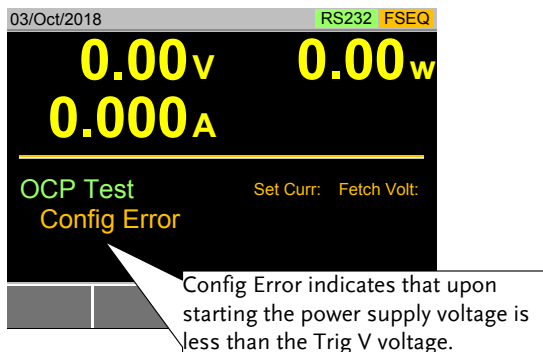 03/Oct/2018 RS232 FSEQ
0.00V 0.00W
0.000A
OCP Test Set Curr: Fetch Volt:
Config Error
Config Error indicates that upon
starting the power supply voltage is
less than the Trig V voltage.